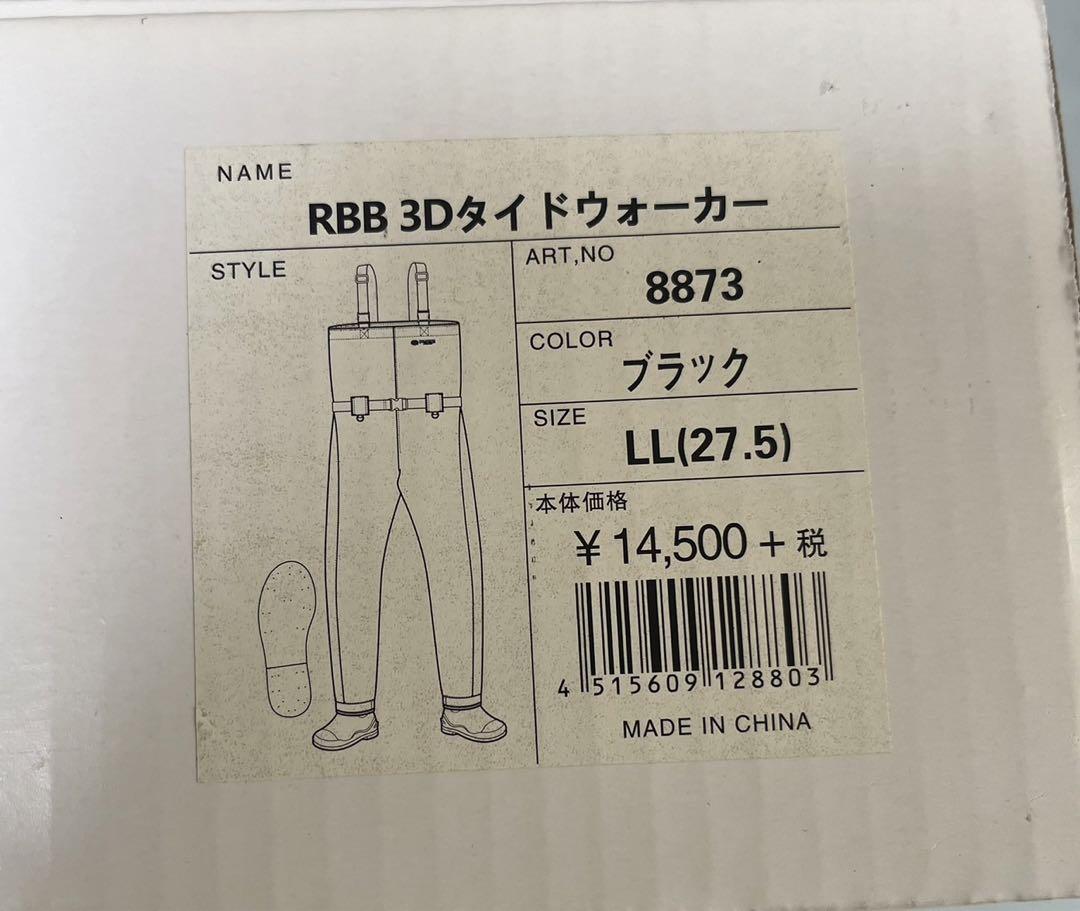 NAME
RBB 3Dタイドウォーカー
STYLE
ART,NO
8873
COLOR
ブラック
SIZE
LL(27.5)
本体価格
¥14,500+税
4 515609 128803
MADE IN CHINA